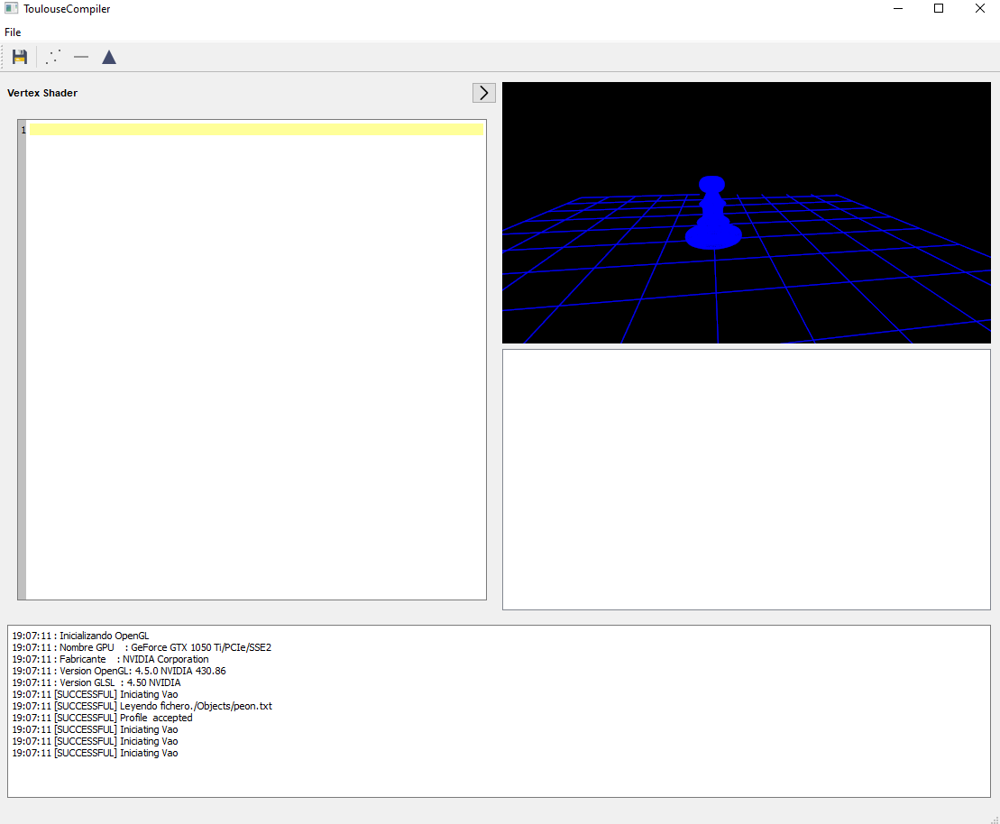 ToulouseCompiler
File
Vertex Shader
1
19:07:11 : Inicializando OpenGL
19:07:11 : Nombre GPU : GeForce GTX 1050 Ti/PCIe/SSE2
19:07:11 : Fabricante : NVIDIA Corporation
19:07:11 : Version OpenGL: 4.5.0 NVIDIA 430.86
19:07:11 : Version GLSL : 4.50 NVIDIA
19:07:11 [SUCCESSFUL] Iniciating Vao
19:07:11 [SUCCESSFUL] Leyendo fichero./Objects/peon.txt
19:07:11 [SUCCESSFUL] Profile accepted
19:07:11 [SUCCESSFUL] Iniciating Vao
19:07:11 [SUCCESSFUL] Iniciating Vao
19:07:11 [SUCCESSFUL] Iniciating Vao